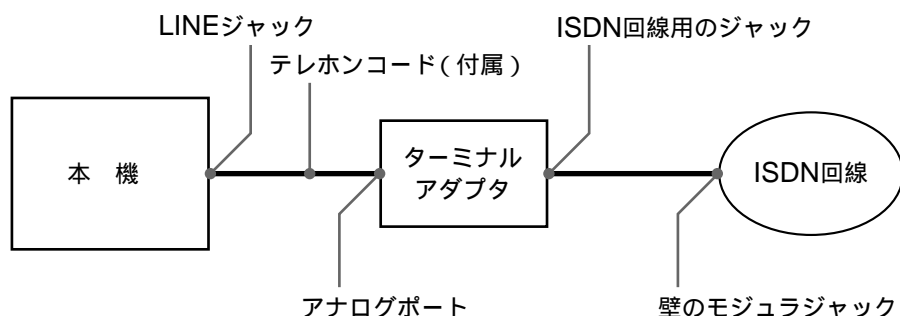 LINEジャック
ISDN回線用のジャック
テレホンコード(付属)
本 機
ターミナル
アダプタ
ISDN回線
アナログポート
壁のモジュラジャック